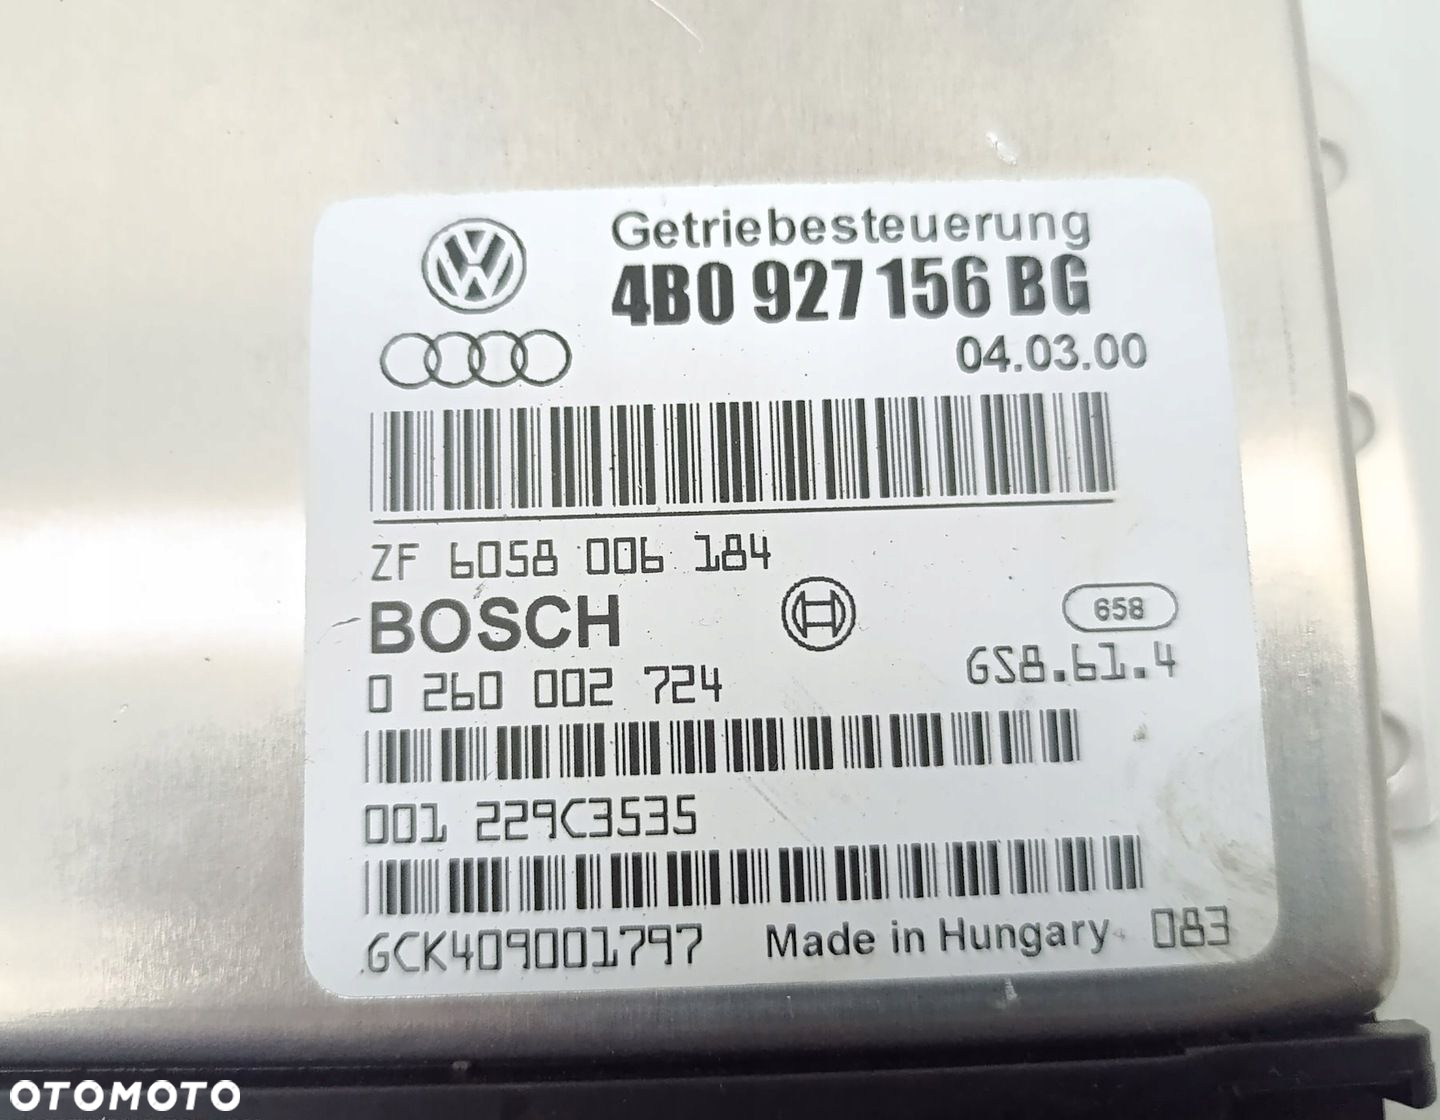 Getriebesteuerung
4B0 927 156 BG
04.03.00
ZF 6058 006 184
BOSCH
658
0 260 002 724
GS8.61.4
001 229C3535
GCK409001797
Made in Hungary
083
OTOMOTO